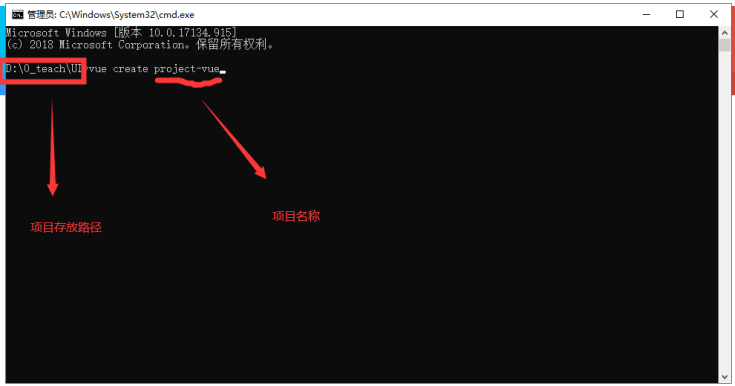 管理员: C:\Windows\System32\cmd.exe
Microsoft Windows [版本 10.0.17134.915]
(c) 2018 Microsoft Corporation。保留所有权利。
D:\0_teach\UI>vue create project-vue
项目存放路径
项目名称